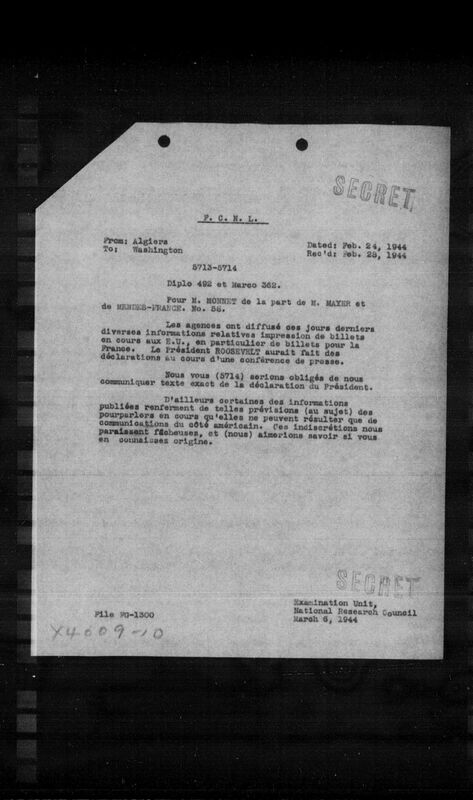 SECRET
F. C. N. L.
From: Algiers
To: Washington
Dated: Feb. 24, 1944
Rec'd: Feb. 28, 1944
5713-5714
Diplo 492 et Marco 362.
Pour M. MONNET de la part de M. MAYER et
de MENDES-FRANCE. No. 58.
Les agences ont diffusé ces jours derniers
diverses informations relatives impression de billets
en cours aux E.U., en particulier de billets pour la
France. Le Président ROOSEVELT aurait fait des
déclarations au cours d'une conférence de presse.
Nous vous (5714) serions obligés de nous
communiquer texte exact de la déclaration du Président.
D'ailleurs certaines des informations
publiées renferment de telles prévisions (au sujet) des
pourparlers en cours qu'elles ne peuvent résulter que de
communications du côté américain. Ces indiscrétions nous
paraissent fâcheuses, et (nous) aimerions savoir si vous
en connaissez origine.
SECRET
File FG-1300
Examination Unit,
National Research Council
March 6, 1944
X4009-10